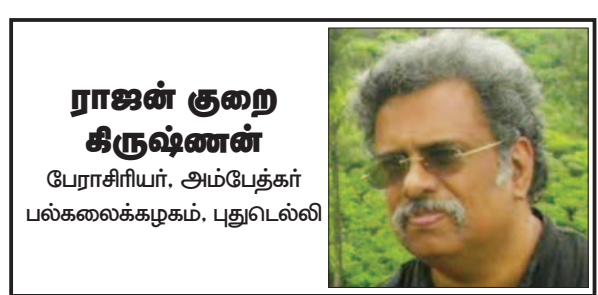 ராஜன் குறை
கிருஷ்ணன்
பேராசிரியர், அம்பேத்கர்
பல்கலைக்கழகம், புதுடெல்லி